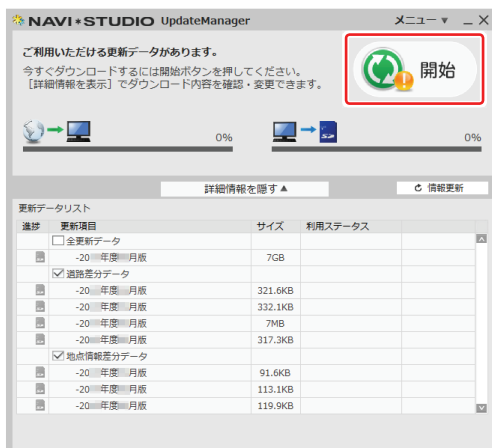 NAVI*STUDIO UpdateManager メニュー ▼ _ X
ご利用いただける更新データがあります。
今すぐダウンロードするには開始ボタンを押してください。
［詳細情報を表示］でダウンロード内容を確認・変更できます。
開始
0% 0%
詳細情報を隠す▲ 情報更新
更新データリスト
進捗 更新項目 サイズ 利用ステータス
全更新データ
-20 年度 月版 7GB
道路差分データ
-20 年度 月版 321.6KB
-20 年度 月版 332.1KB
-20 年度 月版 7MB
-20 年度 月版 317.3KB
地点情報差分データ
-20 年度 月版 91.6KB
-20 年度 月版 113.1KB
-20 年度 月版 119.9KB